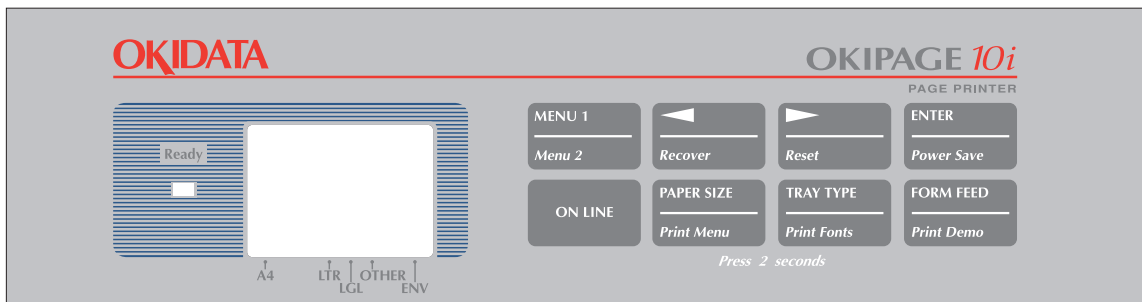 OKIDATA
OKIPAGE 10i
PAGE PRINTER
Ready
A4
LTR
LGL
OTHER
ENV
MENU 1
Menu 2
Recover
Reset
ENTER
Power Save
ON LINE
PAPER SIZE
Print Menu
TRAY TYPE
Print Fonts
FORM FEED
Print Demo
Press 2 seconds